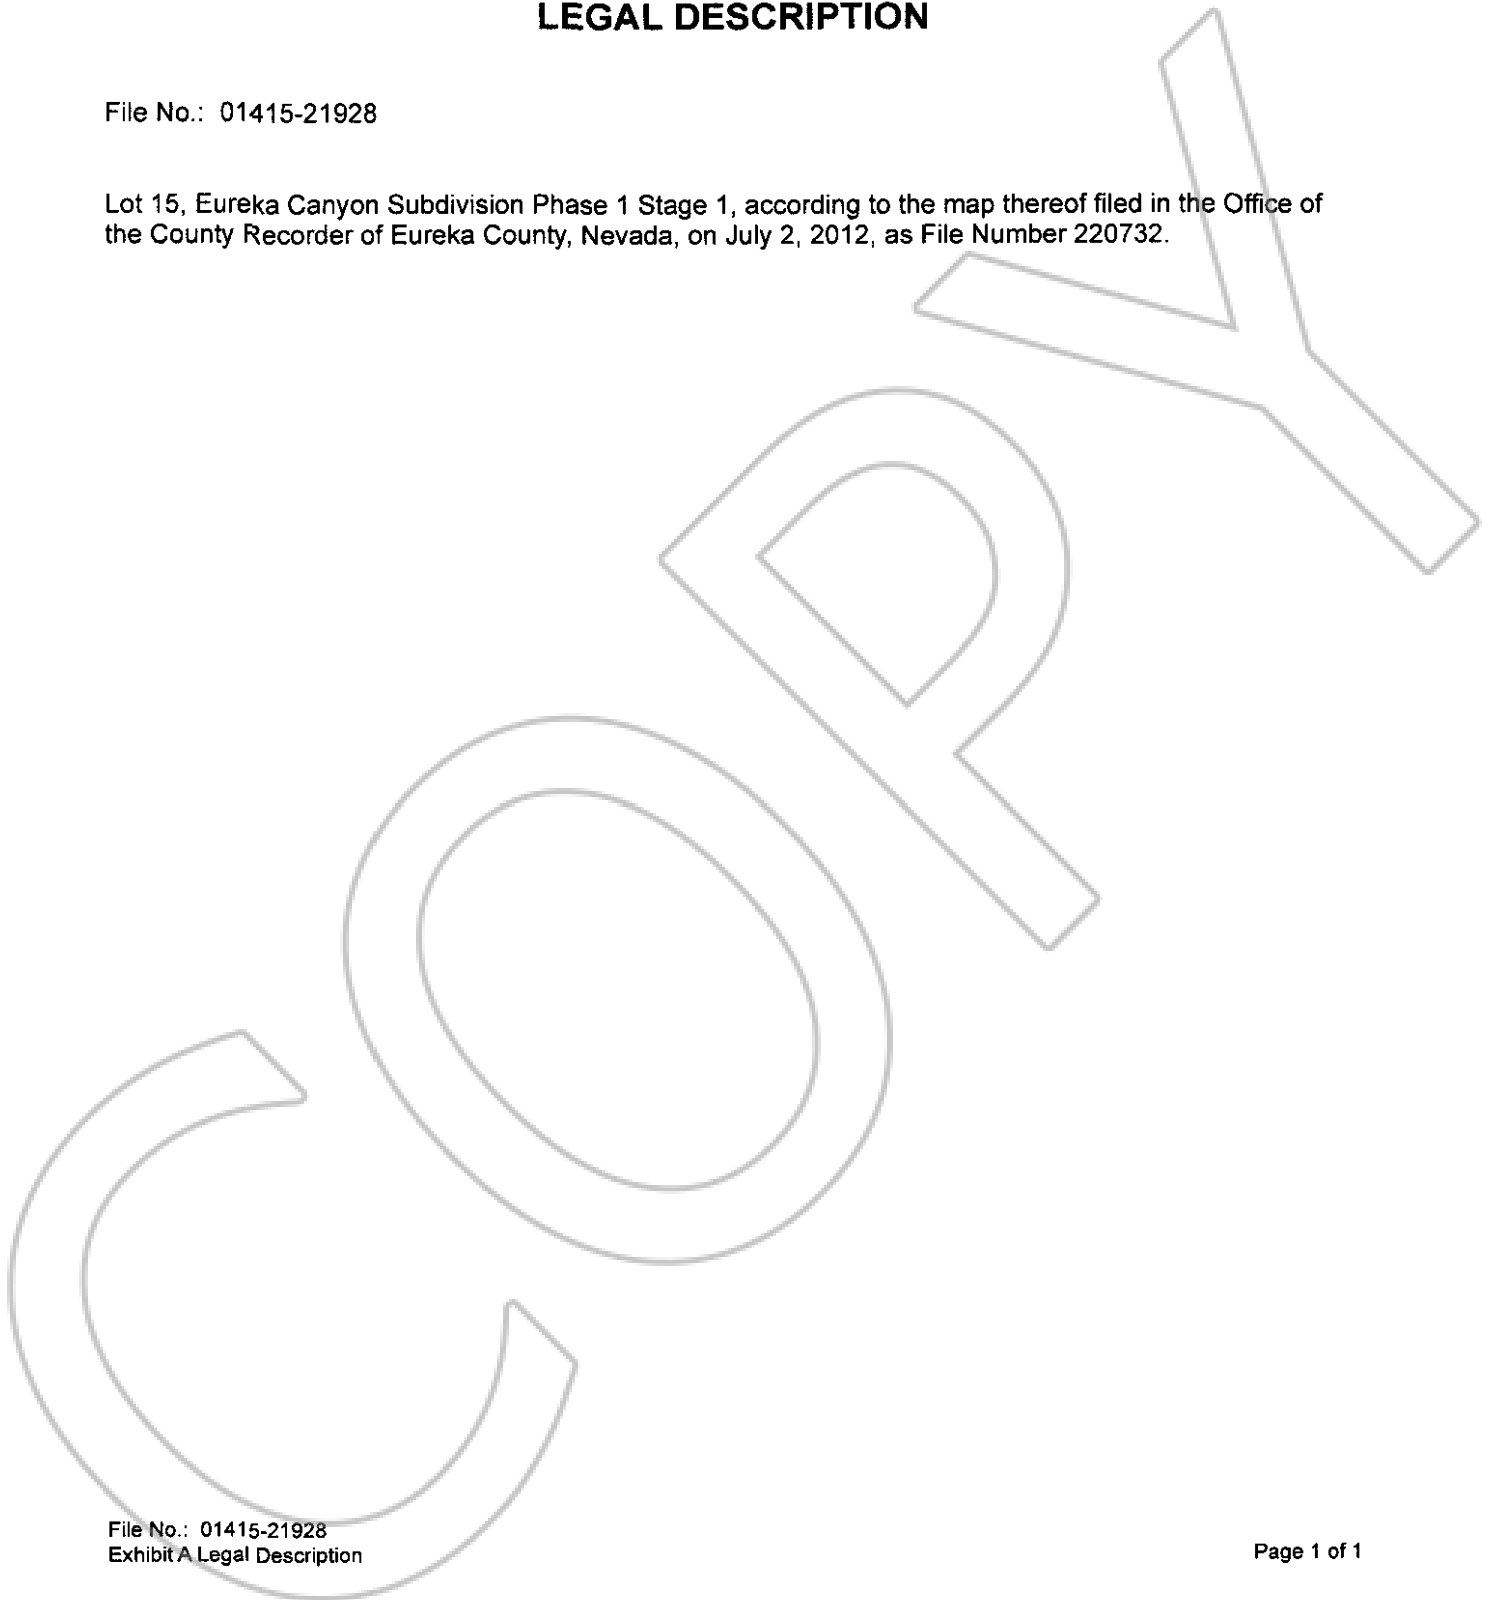 LEGAL DESCRIPTION
File No.: 01415-21928
Lot 15, Eureka Canyon Subdivision Phase 1 Stage 1, according to the map thereof filed in the Office of
the County Recorder of Eureka County, Nevada, on July 2, 2012, as File Number 220732.
COPY
File No.: 01415-21928
Exhibit A Legal Description
Page 1 of 1